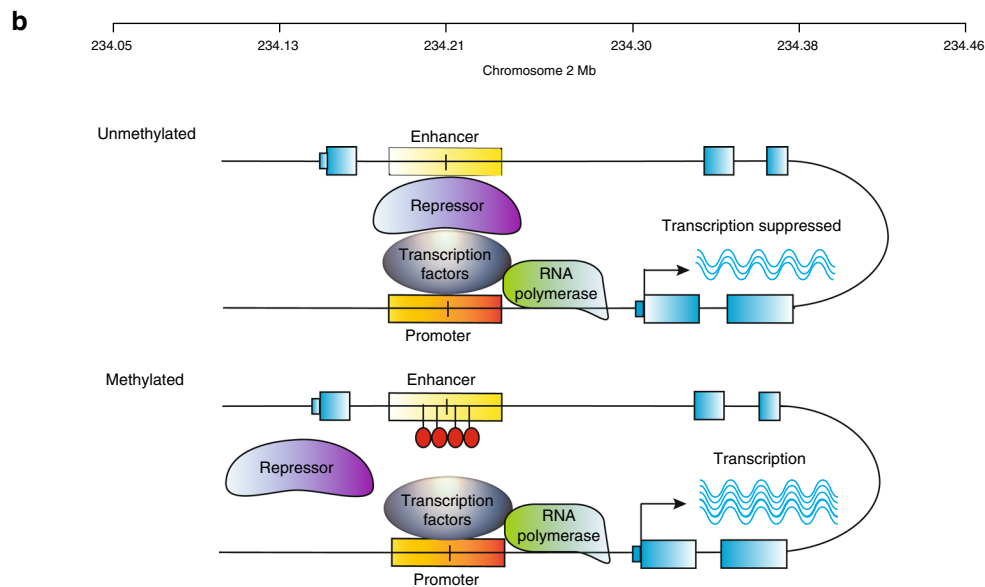 b
234.05 234.13 234.21 234.30 234.38 234.46
Chromosome 2 Mb
Unmethylated
Enhancer
Repressor
Transcription suppressed
Transcription
factors
RNA
polymerase
Promoter
Methylated
Enhancer
Repressor
Transcription
Transcription
factors
RNA
polymerase
Promoter